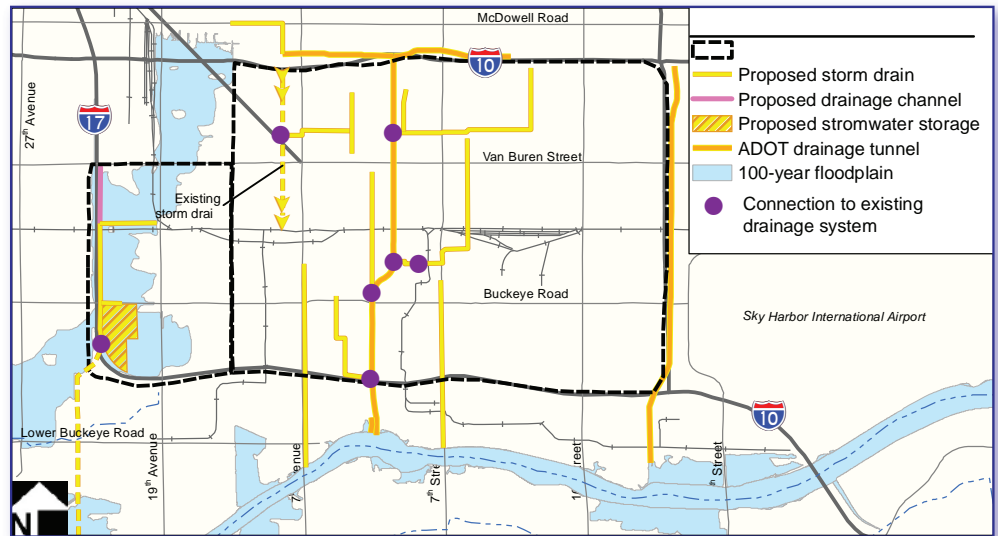 McDowell Road
10
27th Avenue
17
Proposed storm drain
Proposed drainage channel
Proposed stromwater storage
ADOT drainage tunnel
100-year floodplain
Connection to existing
drainage system
Van Buren Street
Existing
storm drai
Buckeye Road
Sky Harbor International Airport
10
Lower Buckeye Road
19th Avenue
7th Street
th Street
N